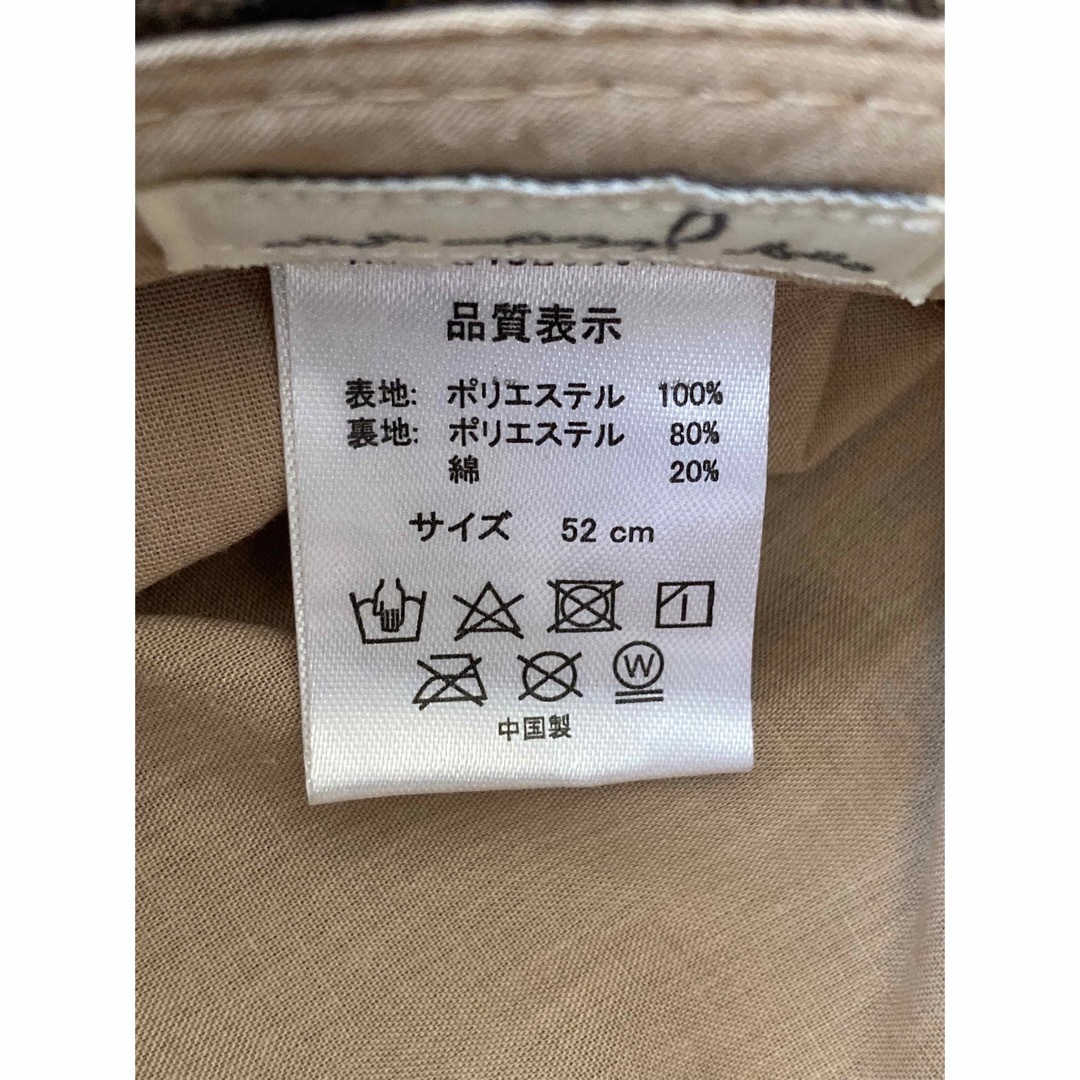 品質表示
表地: ポリエステル 100%
裏地: ポリエステル 80%
綿 20%
サイズ 52 cm
W
中国製